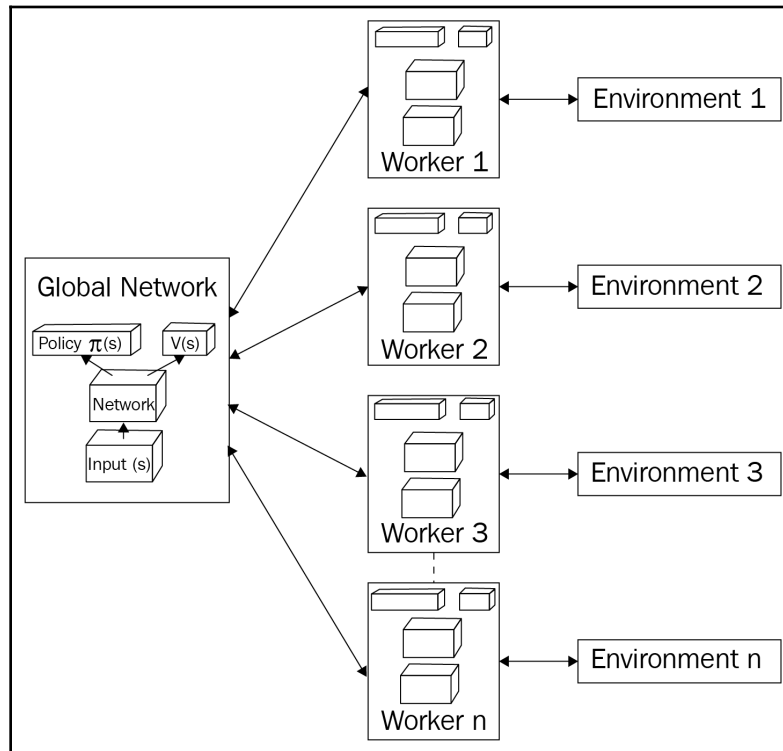 Global Network
Policy π(s)
V(s)
Network
Input (s)
Worker 1
Environment 1
Worker 2
Environment 2
Worker 3
Environment 3
Worker n
Environment n